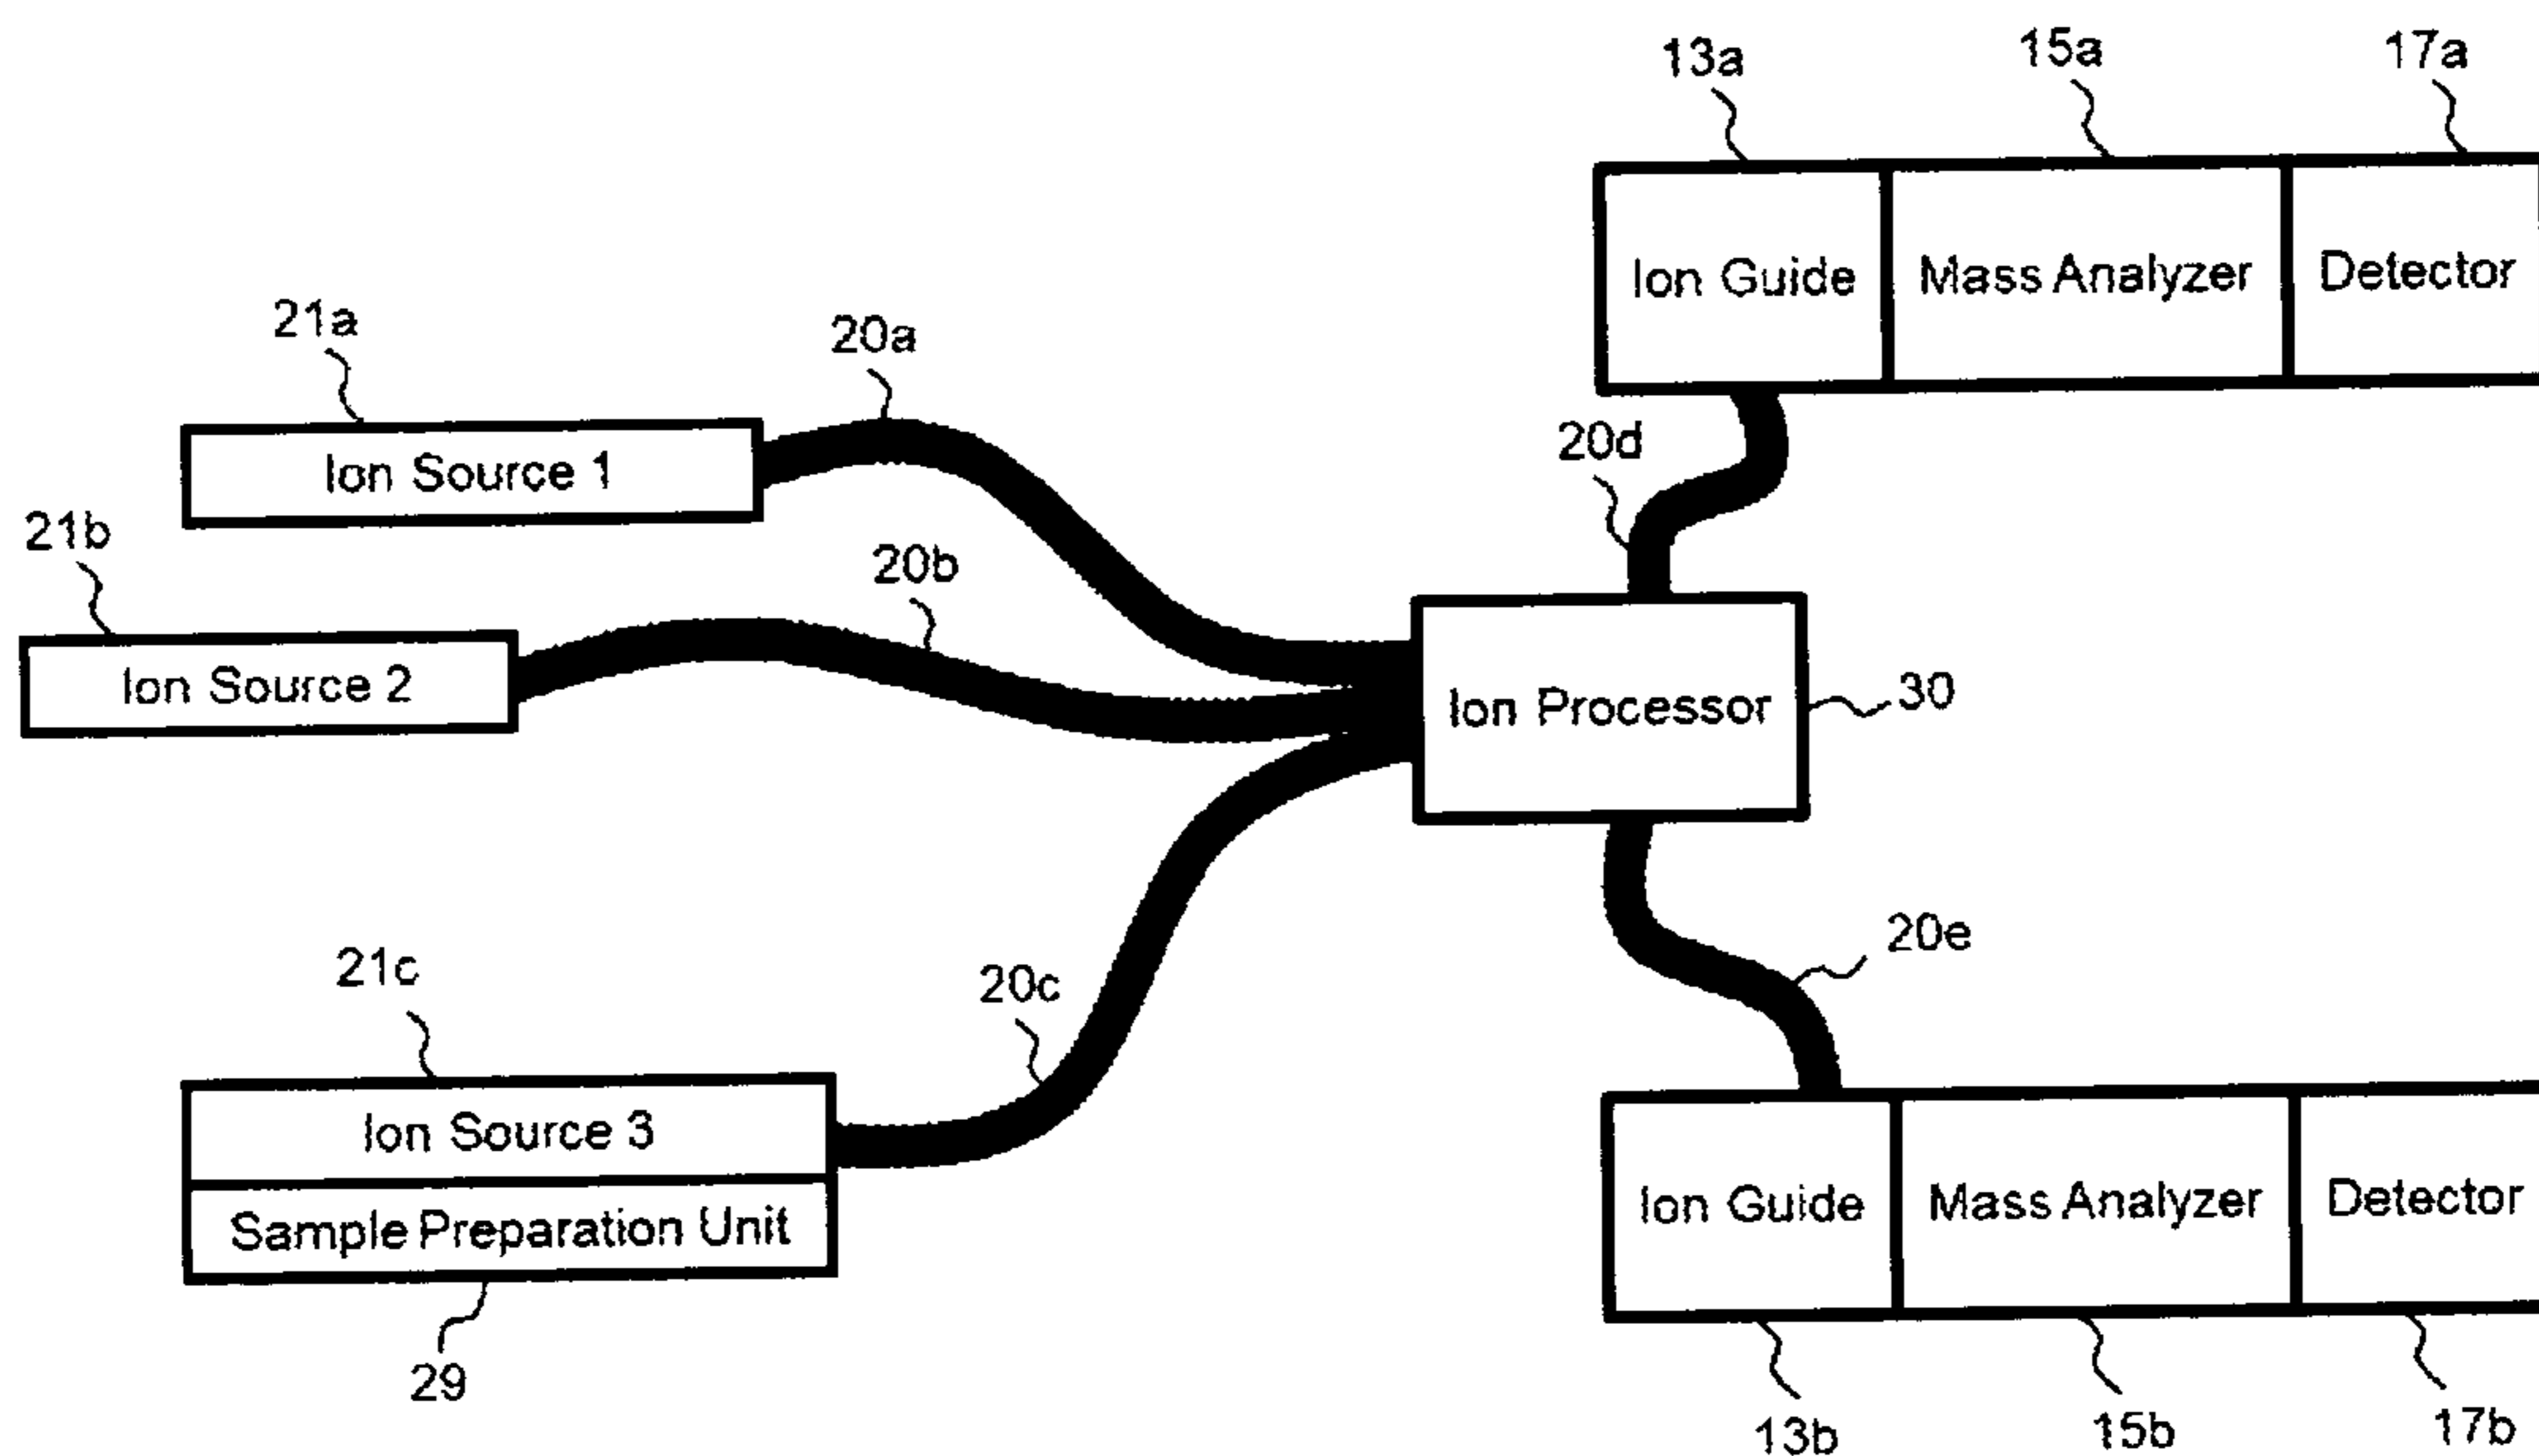 13a
15a
17a
Ion Guide
Mass Analyzer
Detector
21a
20a
Ion Source 1
20d
21b
20b
Ion Source 2
Ion Processor
30
21c
20c
20e
Ion Source 3
Sample Preparation Unit
29
Ion Guide
Mass Analyzer
Detector
13b
15b
17b